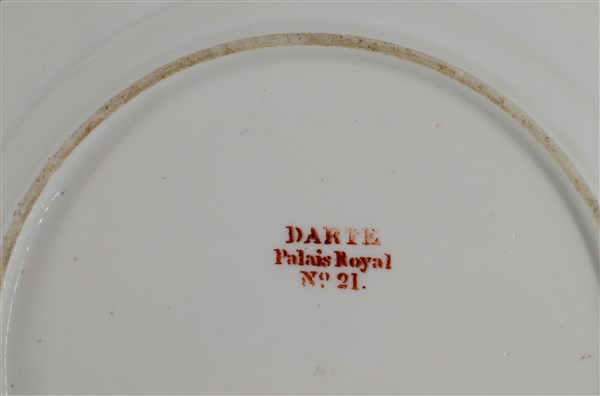 DARTE
Palais Royal
Nº 21.